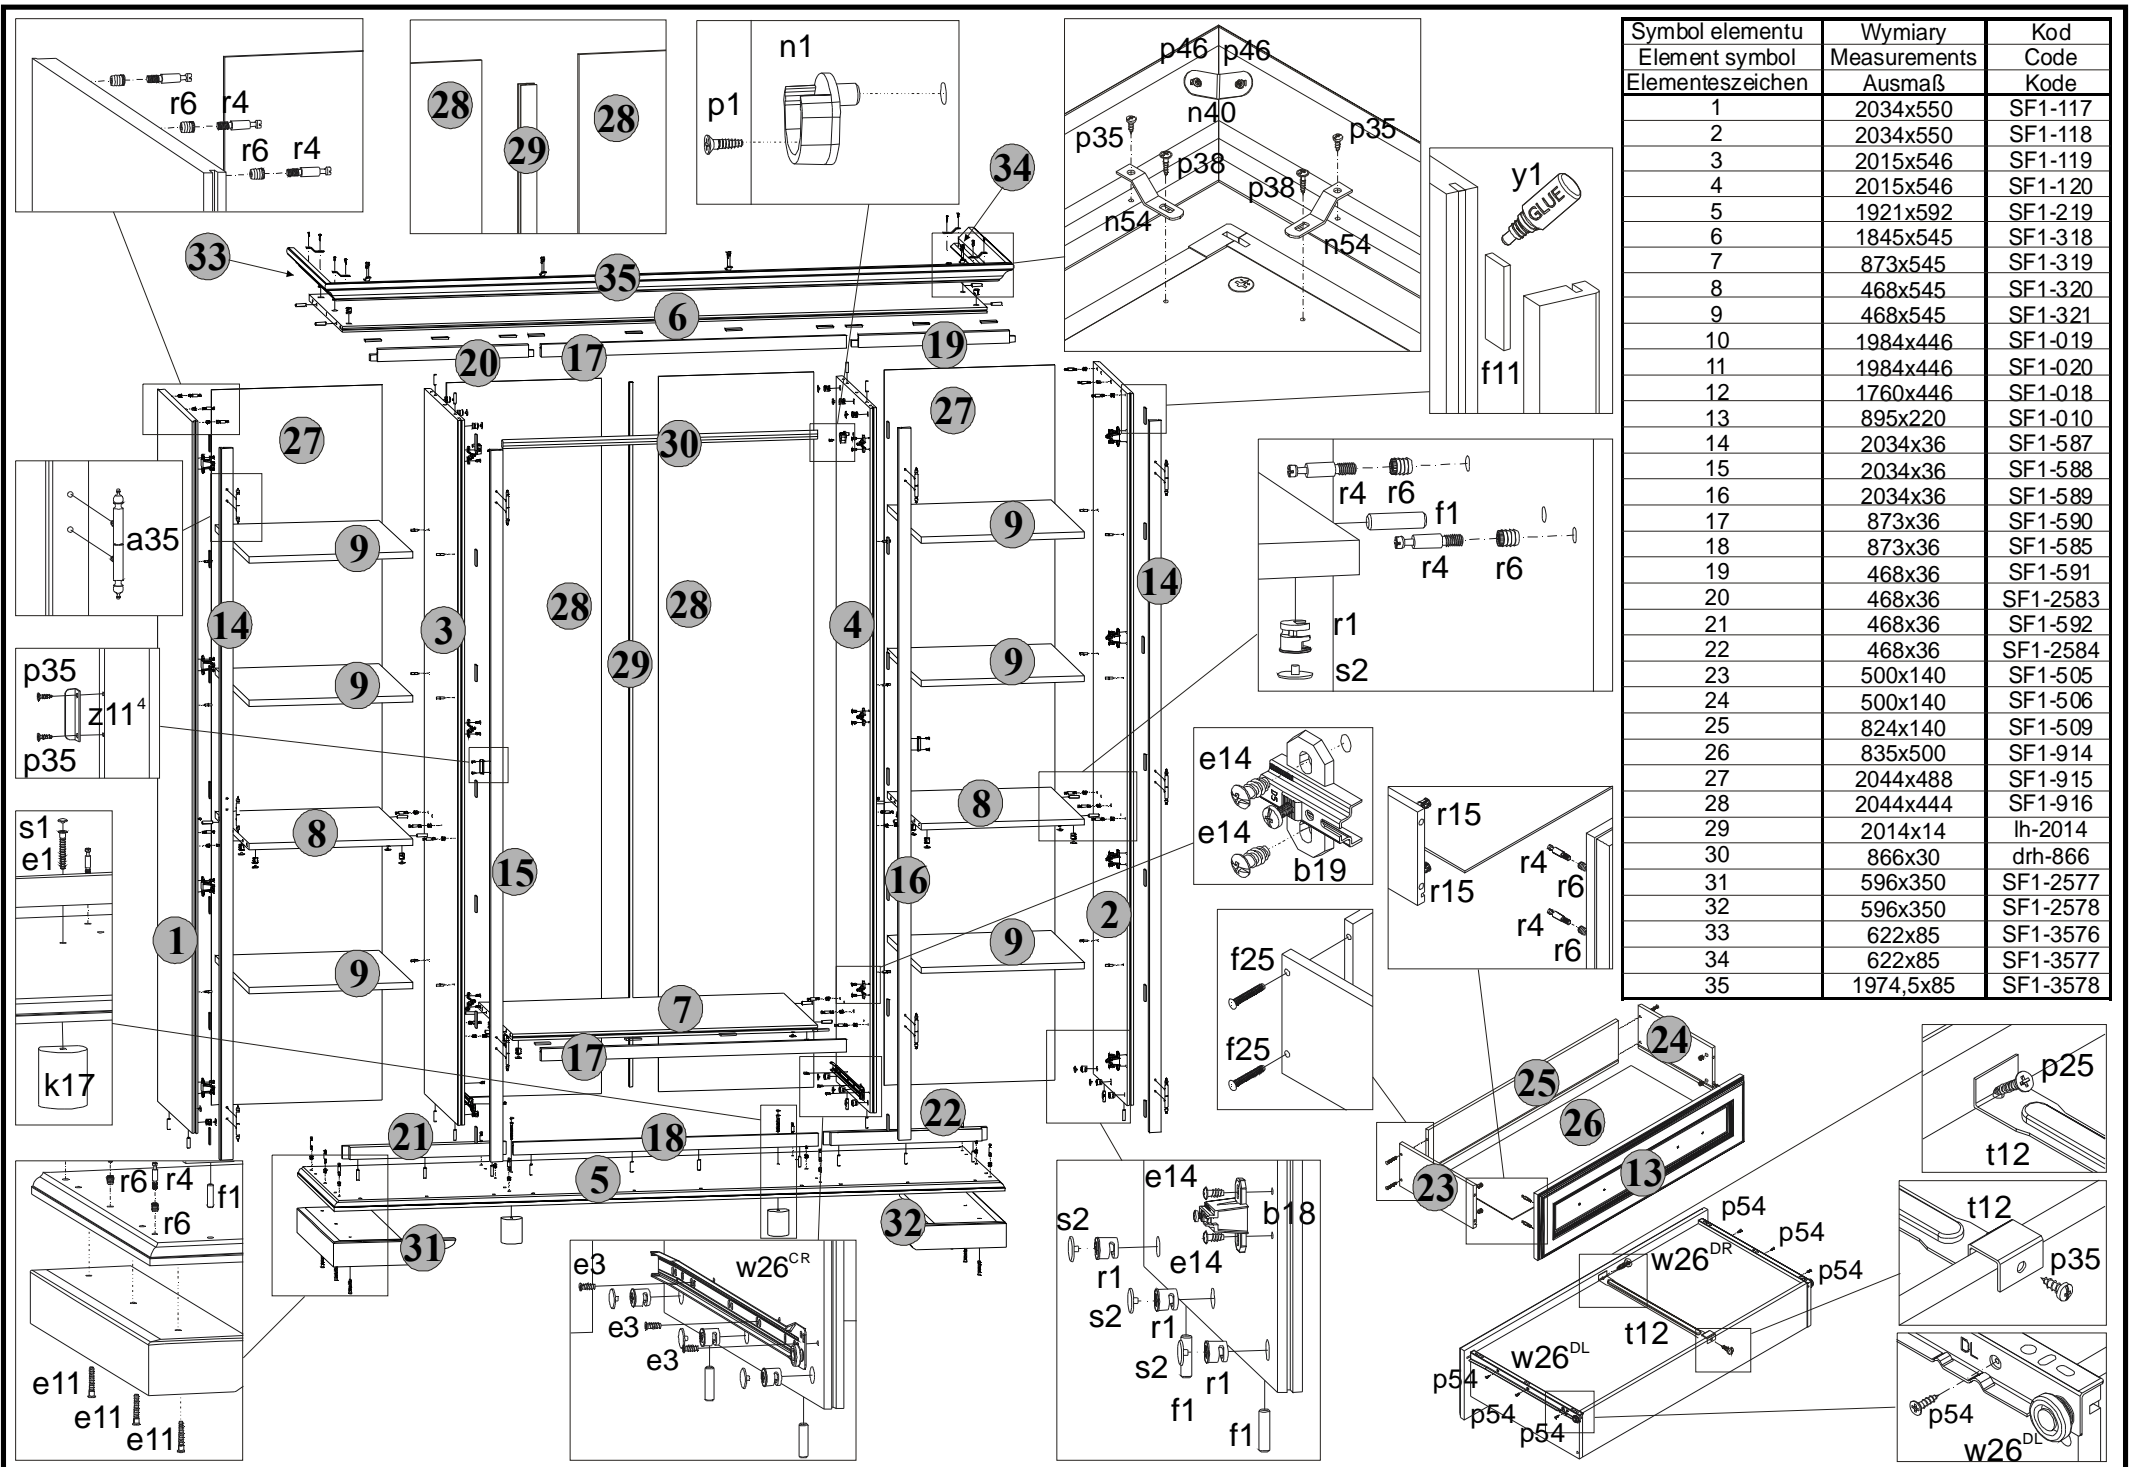 r6 r4
r6 r4
28 29 28
n1
p1
p46 p46
n40
p35 p35
p38
p38
n54
n54
y1
GLUE
f11
34
33
35
6
20 17 19
27
30
27
a35
9
9
14
3
28
28
29
4
14
r4 r6
f1
r4 r6
r1
s2
p35
z11⁴
p35
9
9
8
8
s1
e1
k17
15
16
1
2
9
9
7
17
e14
e14
b19
r15
r15
r4
r6
r4
r6
f25
f25
21
18
22
5
31
32
r6 r4
r6
f1
e11
e11
e11
e3
e3
e3
w26CR
e14
b18
e14
s2
r1
s2
r1
s2
r1
f1
f1
24
25
26
13
23
p25
t12
t12
p35
p54
p54
p54
w26DR
t12
w26DL
p54
p54
p54
DL
p54
w26DL
Symbol elementu Wymiary Kod
Element symbol Measurements Code
Elementeszeichen Ausmaß Kode
1 2034x550 SF1-117
2 2034x550 SF1-118
3 2015x546 SF1-119
4 2015x546 SF1-120
5 1921x592 SF1-219
6 1845x545 SF1-318
7 873x545 SF1-319
8 468x545 SF1-320
9 468x545 SF1-321
10 1984x446 SF1-019
11 1984x446 SF1-020
12 1760x446 SF1-018
13 895x220 SF1-010
14 2034x36 SF1-587
15 2034x36 SF1-588
16 2034x36 SF1-589
17 873x36 SF1-590
18 873x36 SF1-585
19 468x36 SF1-591
20 468x36 SF1-2583
21 468x36 SF1-592
22 468x36 SF1-2584
23 500x140 SF1-505
24 500x140 SF1-506
25 824x140 SF1-509
26 835x500 SF1-914
27 2044x488 SF1-915
28 2044x444 SF1-916
29 2014x14 lh-2014
30 866x30 drh-866
31 596x350 SF1-2577
32 596x350 SF1-2578
33 622x85 SF1-3576
34 622x85 SF1-3577
35 1974,5x85 SF1-3578